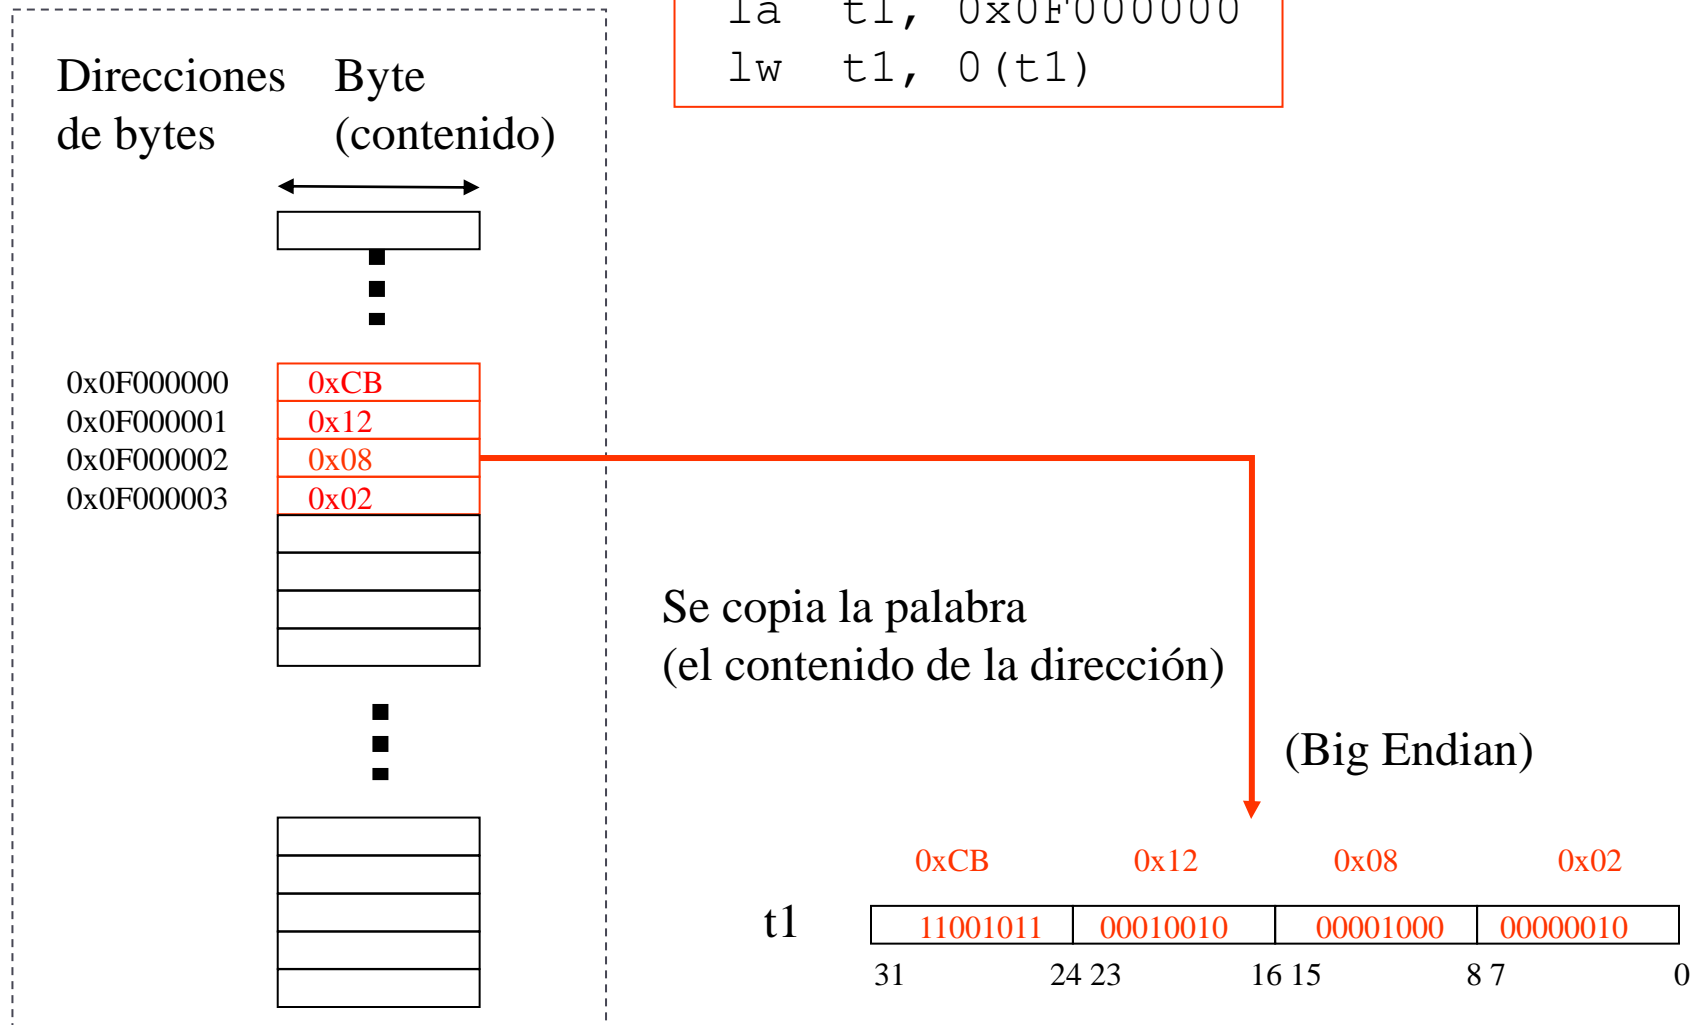 la t1, 0x0F000000
lw t1, 0(t1)
Direcciones de bytes
Byte (contenido)
0x0F000000 0xCB
0x0F000001 0x12
0x0F000002 0x08
0x0F000003 0x02
Se copia la palabra
(el contenido de la dirección)
(Big Endian)
0xCB 0x12 0x08 0x02
t1 11001011 00010010 00001000 00000010
31 24 23 16 15 8 7 0